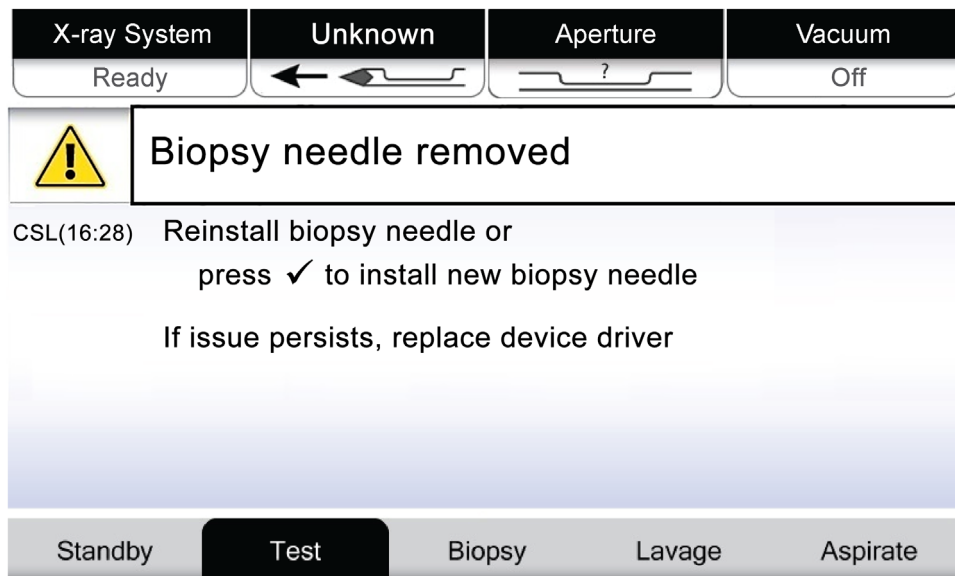 X-ray System
Unknown
Aperture
Vacuum
Ready
?
Off
Biopsy needle removed
CSL(16:28) Reinstall biopsy needle or
press ✓ to install new biopsy needle
If issue persists, replace device driver
Standby
Test
Biopsy
Lavage
Aspirate